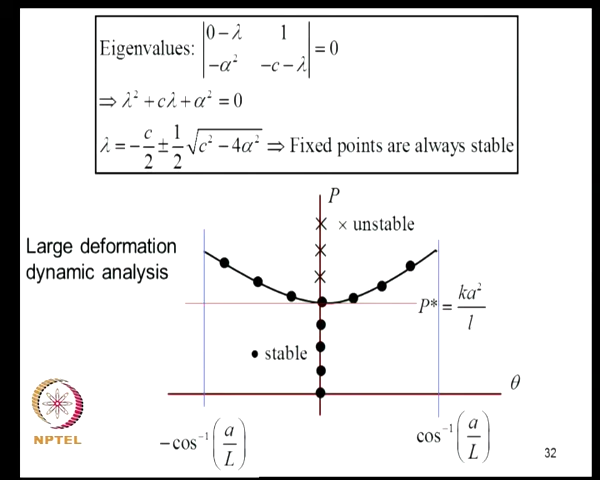 Eigenvalues: |0 − λ 1; −α² −c − λ| = 0
⇒ λ² + cλ + α² = 0
λ = −c/2 ± 1/2 √(c² − 4α²) ⇒ Fixed points are always stable
P
× unstable
Large deformation
dynamic analysis
P* = ka²/l
• stable
θ
−cos⁻¹(a/L)
cos⁻¹(a/L)
NPTEL
32